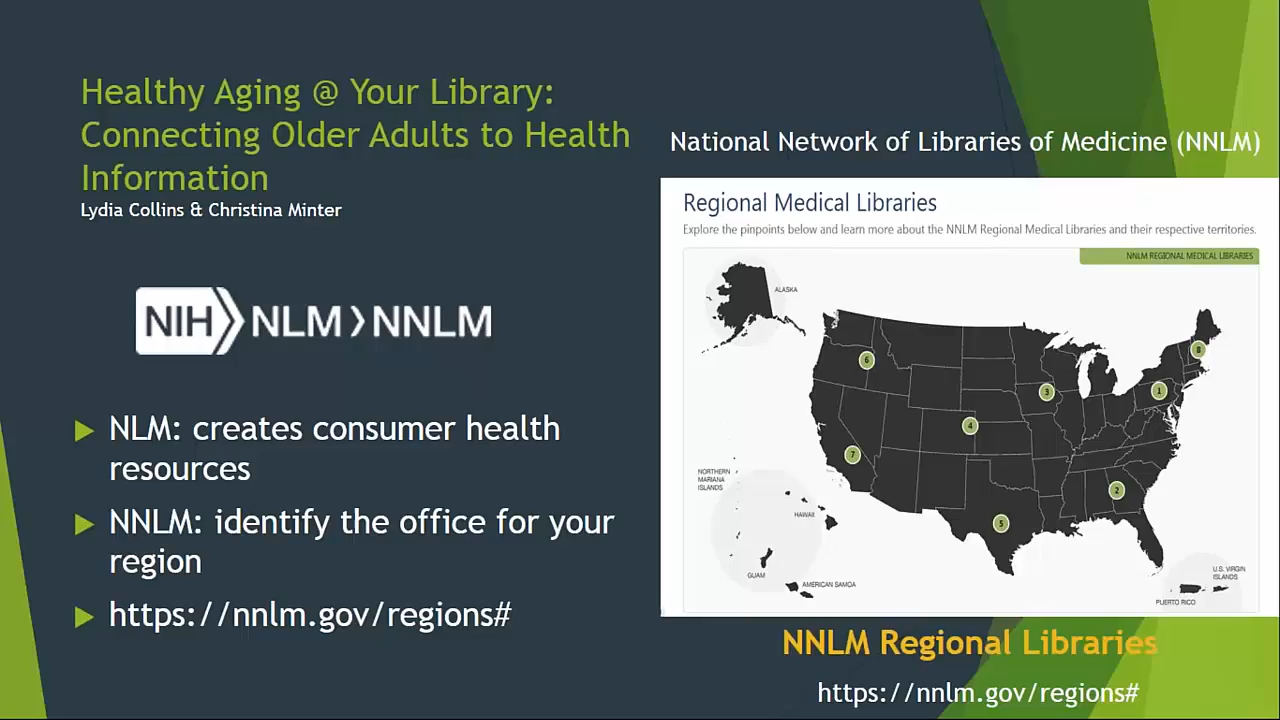 Healthy Aging @ Your Library:
Connecting Older Adults to Health
Information
Lydia Collins & Christina Minter
NIH NLM NNLM
NLM: creates consumer health
resources
NNLM: identify the office for your
region
https://nnlm.gov/regions#
National Network of Libraries of Medicine (NNLM)
Regional Medical Libraries
Explore the pinpoints below and learn more about the NNLM Regional Medical Libraries and their respective territories.
NNLM REGIONAL MEDICAL LIBRARIES
ALASKA
8
6
1
3
4
7
NORTHERN
MARIANA
ISLANDS
2
HAWAII
5
GUAM
AMERICAN SAMOA
U.S. VIRGIN
ISLANDS
PUERTO RICO
NNLM Regional Libraries
https://nnlm.gov/regions#